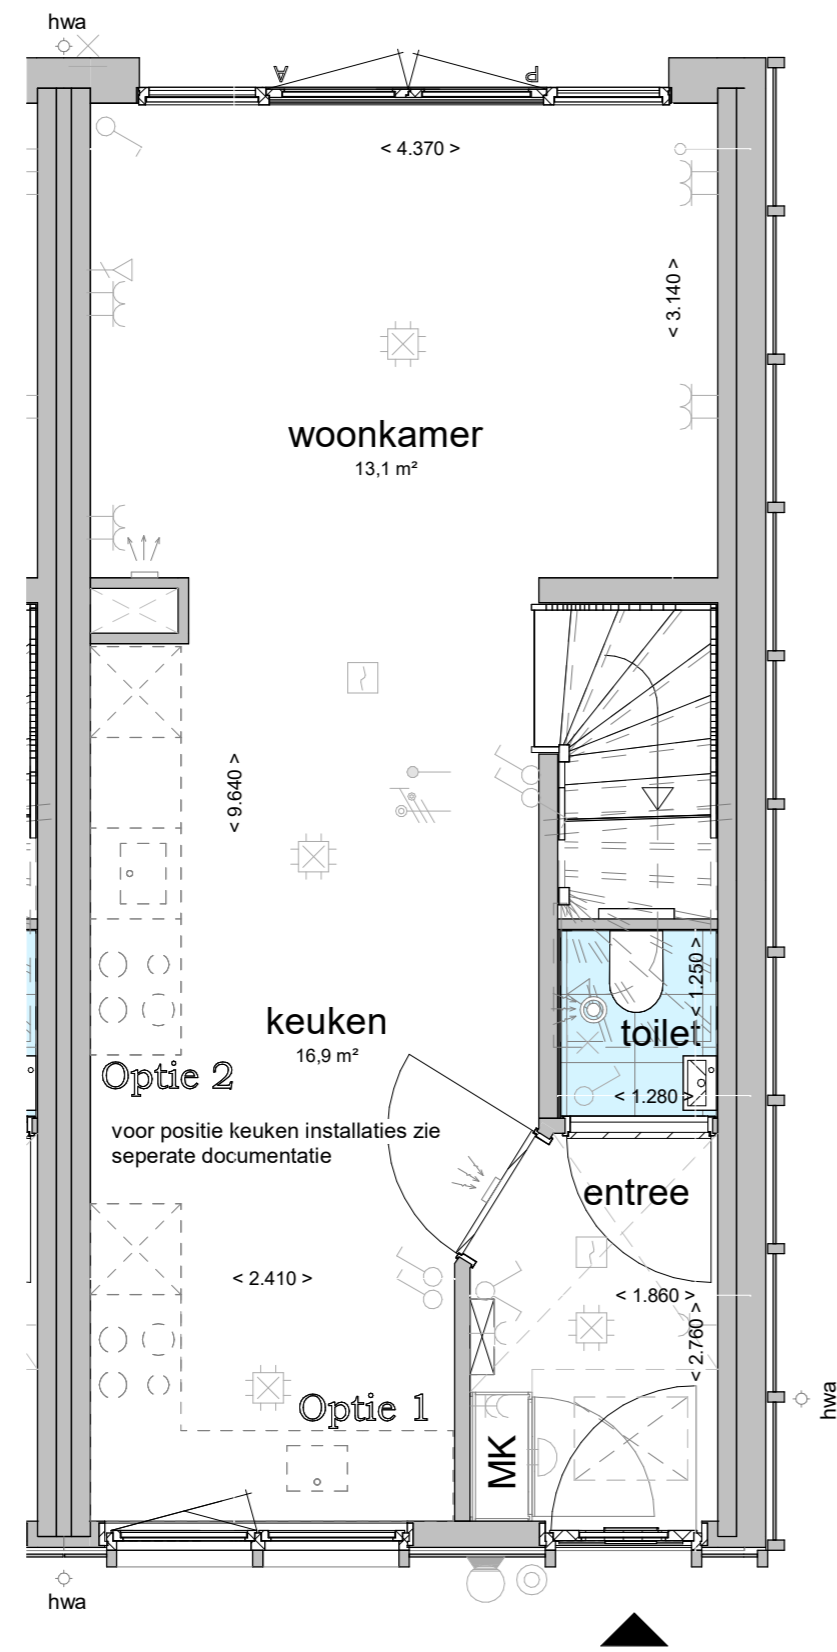 hwa
A
P
< 4.370 >
< 3.140 >
woonkamer
13,1 m²
< 9.640 >
< 1.250 >
keuken
16,9 m²
toilet
Optie 2
< 1.280 >
voor positie keuken installaties zie
seperate documentatie
entree
< 2.410 >
< 1.860 >
< 2.760 >
hwa
Optie 1
MK
hwa